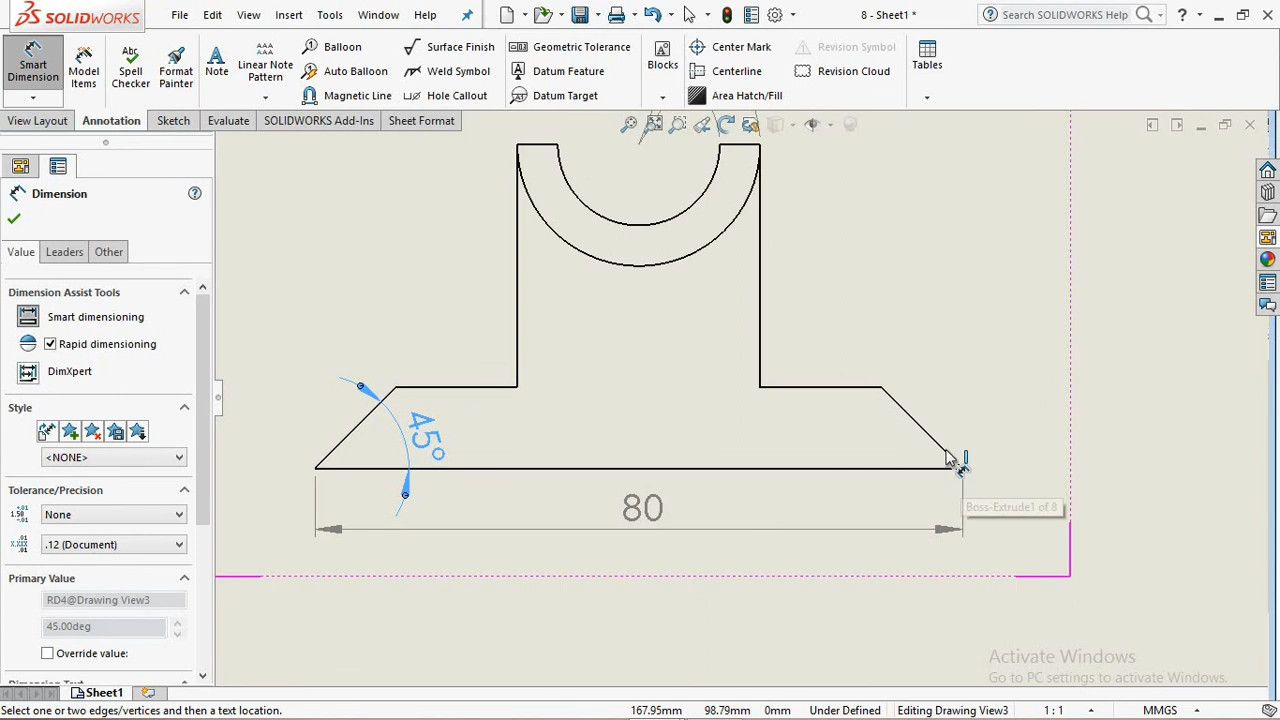 SOLIDWORKS File Edit View Insert Tools Window Help 8 - Sheet1 * Search SOLIDWORKS Help ?
Smart Dimension
Model Items
Spell Checker
Format Painter
Note
Linear Note Pattern
Balloon
Auto Balloon
Magnetic Line
Surface Finish
Weld Symbol
Hole Callout
Geometric Tolerance
Datum Feature
Datum Target
Blocks
Center Mark
Centerline
Area Hatch/Fill
Revision Symbol
Revision Cloud
Tables
View Layout Annotation Sketch Evaluate SOLIDWORKS Add-Ins Sheet Format
Dimension
Value Leaders Other
Dimension Assist Tools
Smart dimensioning
Rapid dimensioning
DimXpert
Style
<NONE>
Tolerance/Precision
None
.12 (Document)
Primary Value
RD4@Drawing View3
45.00deg
Override value:
Dimension Text
45°
80
Boss-Extrude1 of 8
Activate Windows
Go to PC settings to activate Windows.
Sheet1
Select one or two edges/vertices and then a text location. 167.95mm 98.79mm 0mm Under Defined Editing Drawing View3 1 : 1 MMGS